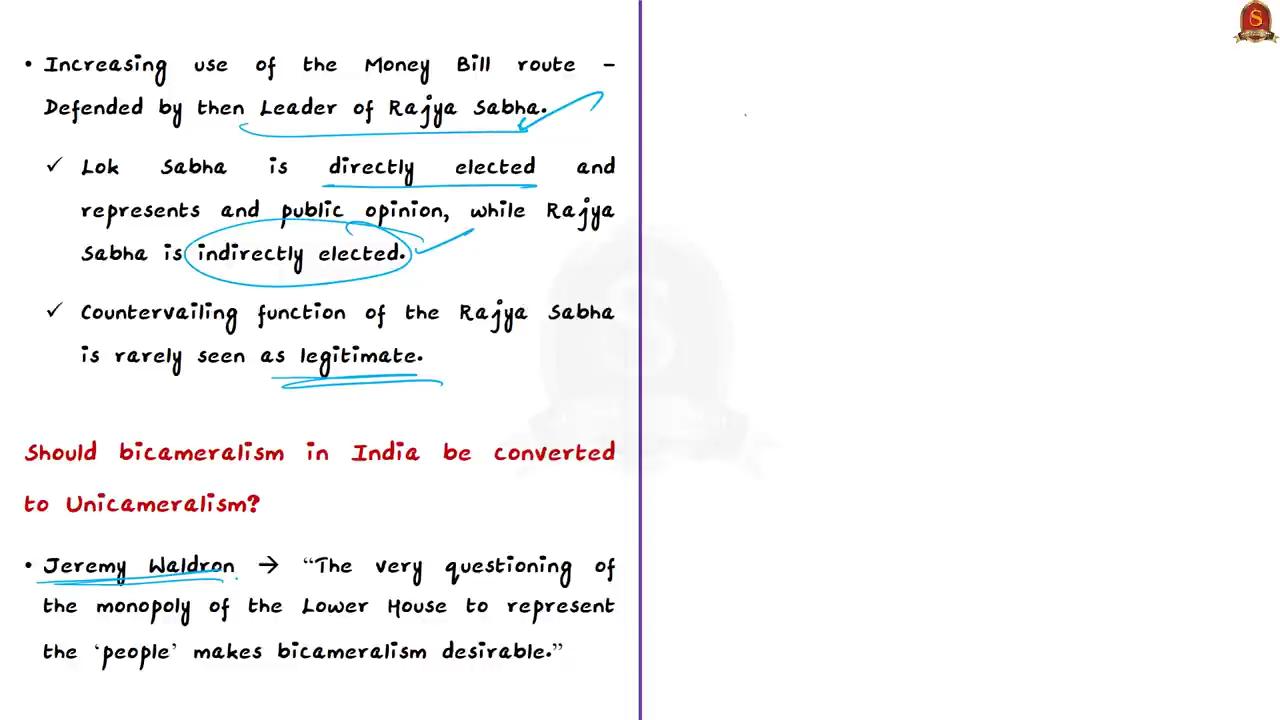 • Increasing use of the Money Bill route –
Defended by then Leader of Rajya Sabha.
✓ Lok Sabha is directly elected and
represents and public opinion, while Rajya
Sabha is indirectly elected.
✓ Countervailing function of the Rajya Sabha
is rarely seen as legitimate.
Should bicameralism in India be converted
to Unicameralism?
• Jeremy Waldron → “The very questioning of
the monopoly of the Lower House to represent
the ‘people’ makes bicameralism desirable.”
S